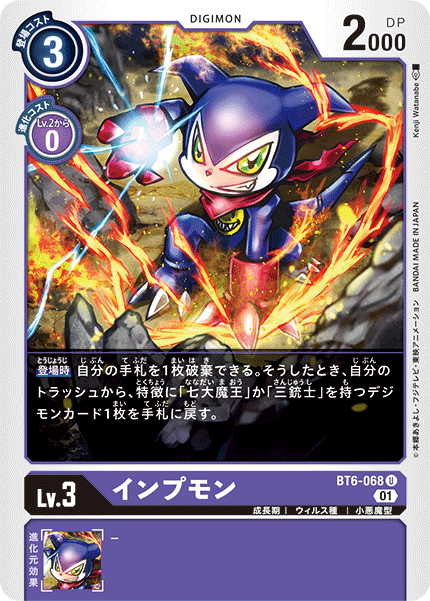 登場コスト
3
DIGIMON
2000
DP
進化コスト
Lv.2から
0
Kenji Watanabe
BANDAI MADE IN JAPAN
©本郷あきよし・フジテレビ・東映アニメーション
登場時 自分の手札を1枚破棄できる。そうしたとき、自分の
トラッシュから、特徴に「七大魔王」か「三銃士」を持つデジ
モンカード1枚を手札に戻す。
BT6-068 U
Lv.3
インプモン
01
成長期 | ウィルス種 | 小悪魔型
進化元効果
-